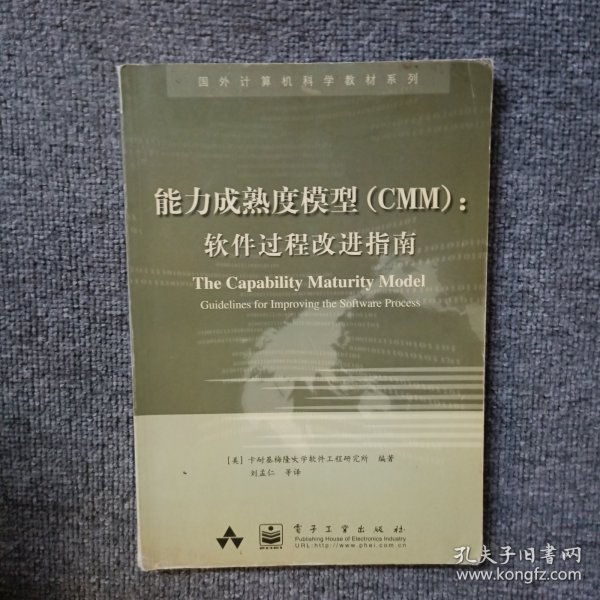 国外计算机科学教材系列
能力成熟度模型(CMM):
软件过程改进指南
The Capability Maturity Model
Guidelines for Improving the Software Process
[美] 卡耐基梅隆大学软件工程研究所 编著
刘孟仁 等译
電子工業出版社
Publishing House of Electronics Industry
URL:http://www.phei.com.cn
孔夫子旧書网
www.kongfz.com